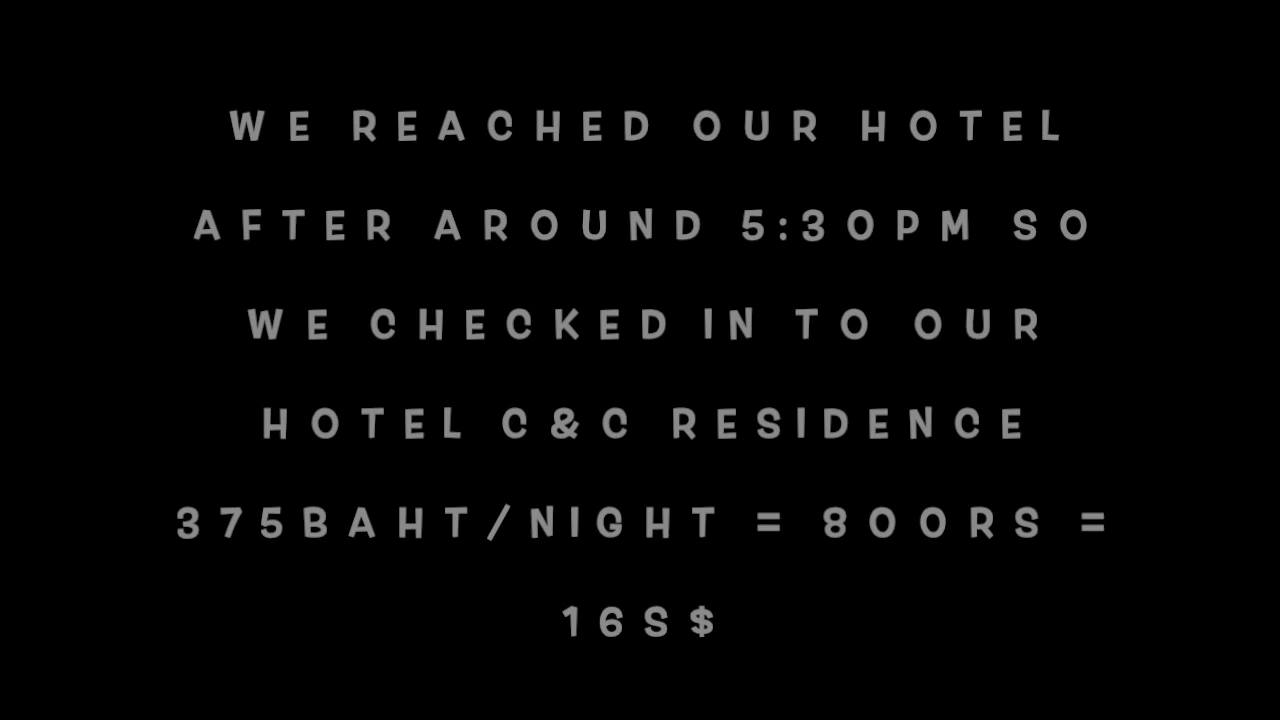 WE REACHED OUR HOTEL
AFTER AROUND 5:30PM SO
WE CHECKED IN TO OUR
HOTEL C&C RESIDENCE
375BAHT/NIGHT = 800RS =
16S$